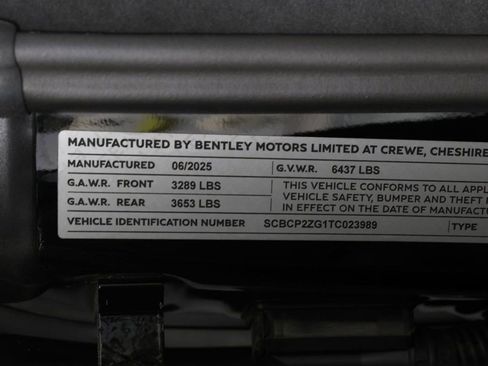 MANUFACTURED BY BENTLEY MOTORS LIMITED AT CREWE, CHESHIRE
MANUFACTURED 06/2025 G.V.W.R. 6437 LBS
G.A.W.R. FRONT 3289 LBS THIS VEHICLE CONFORMS TO ALL APPL
G.A.W.R. REAR 3653 LBS VEHICLE SAFETY, BUMPER AND THEFT
IN EFFECT ON THE DATE OF MANUFACT
VEHICLE IDENTIFICATION NUMBER SCBCP2ZG1TC023989 TYPE